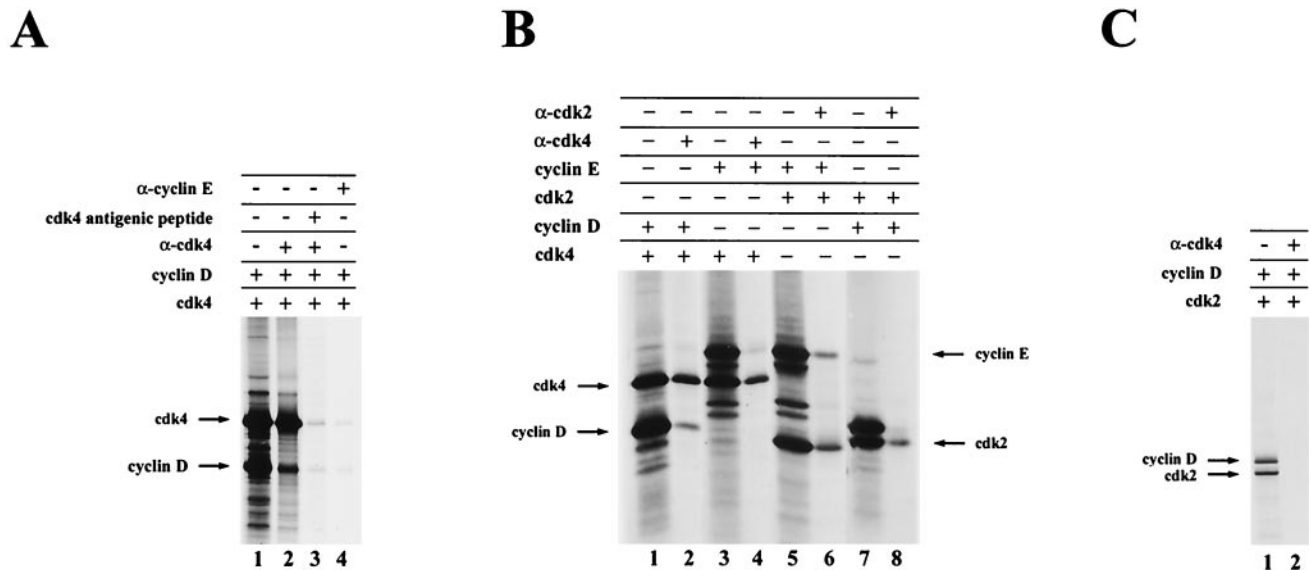 A
B
C
α-cyclin E - - - +
cdk4 antigenic peptide - - + -
α-cdk4 - + + -
cyclin D + + + +
cdk4 + + + +
cdk4
cyclin D
1 2 3 4
α-cdk2 – – – – – + – +
α-cdk4 – + – + – – – –
cyclin E – – + + + + – –
cdk2 – – – – + + + +
cyclin D + + – – – – + +
cdk4 + + + + – – – –
cyclin E
cdk4
cyclin D
cdk2
1 2 3 4 5 6 7 8
α-cdk4 - +
cyclin D + +
cdk2 + +
cyclin D
cdk2
1 2